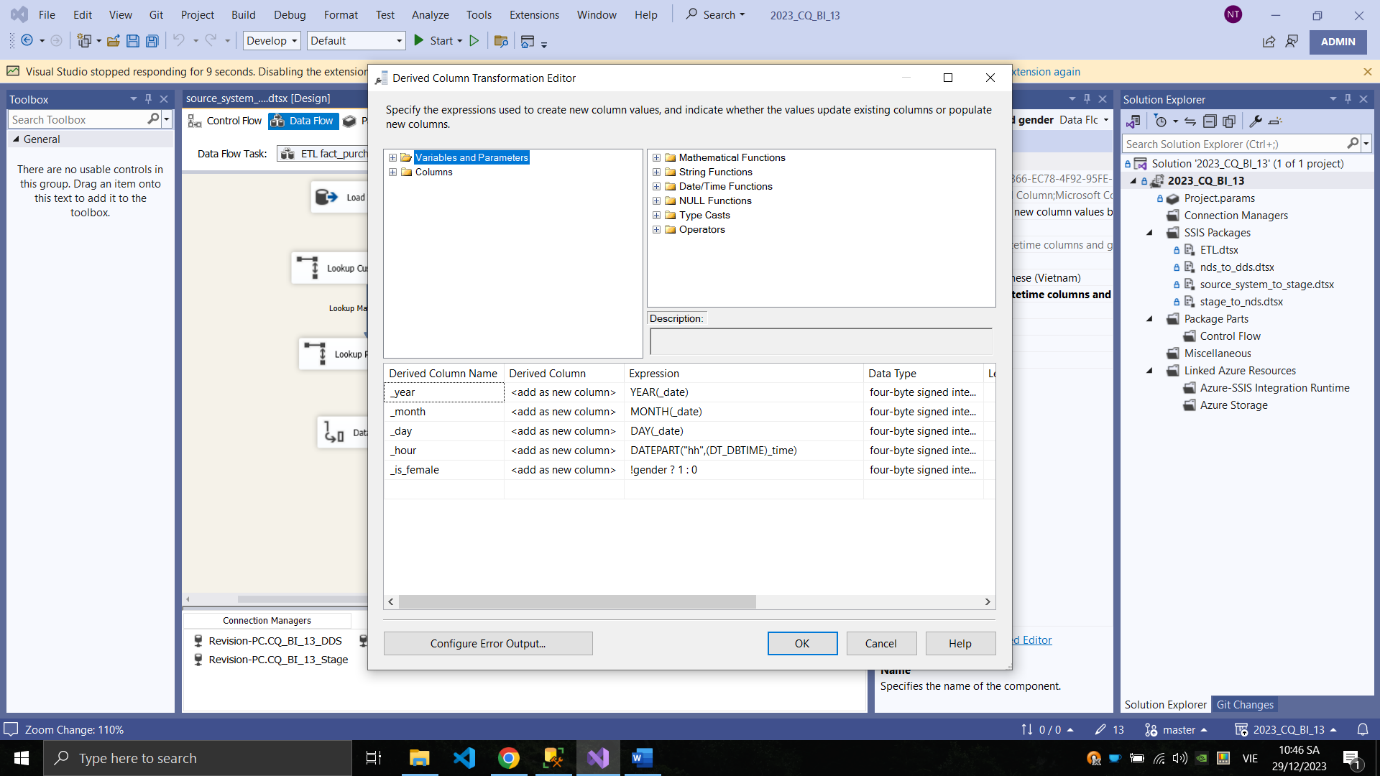 File Edit View Git Project Build Debug Format Test Analyze Tools Extensions Window Help Search 2023_CQ_BI_13 NT
Develop Default Start ADMIN
Visual Studio stopped responding for 9 seconds. Disabling the extension
xtension again
Toolbox
Search Toolbox
General
There are no usable controls in
this group. Drag an item onto
this text to add it to the
toolbox.
source_system_....dtsx [Design]
Control Flow Data Flow P
Data Flow Task: ETL fact_purch
Load
Lookup Cu
Lookup Ma
Lookup
Dat
Connection Managers
Revision-PC.CQ_BI_13_DDS
Revision-PC.CQ_BI_13_Stage
Derived Column Transformation Editor
Specify the expressions used to create new column values, and indicate whether the values update existing columns or populate
new columns.
Variables and Parameters
Columns
Mathematical Functions
String Functions
Date/Time Functions
NULL Functions
Type Casts
Operators
Description:
Derived Column Name Derived Column Expression Data Type Le
_year <add as new column> YEAR(_date) four-byte signed inte...
_month <add as new column> MONTH(_date) four-byte signed inte...
_day <add as new column> DAY(_date) four-byte signed inte...
_hour <add as new column> DATEPART("hh",(DT_DBTIME)_time) four-byte signed inte...
_is_female <add as new column> !gender ? 1 : 0 four-byte signed inte...
Configure Error Output... OK Cancel Help
d gender Data Flc
366-EC78-4F92-95FE-
l Column;Microsoft Co
new column values b
tetime columns and g
nese (Vietnam)
tetime columns and
ed Editor
Name
Specifies the name of the component.
Solution Explorer
Search Solution Explorer (Ctrl+;)
Solution '2023_CQ_BI_13' (1 of 1 project)
2023_CQ_BI_13
Project.params
Connection Managers
SSIS Packages
ETL.dtsx
nds_to_dds.dtsx
source_system_to_stage.dtsx
stage_to_nds.dtsx
Package Parts
Control Flow
Miscellaneous
Linked Azure Resources
Azure-SSIS Integration Runtime
Azure Storage
Solution Explorer Git Changes
Zoom Change: 110% 0 / 0 13 master 2023_CQ_BI_13
Type here to search
VIE
10:46 SA
29/12/2023
1